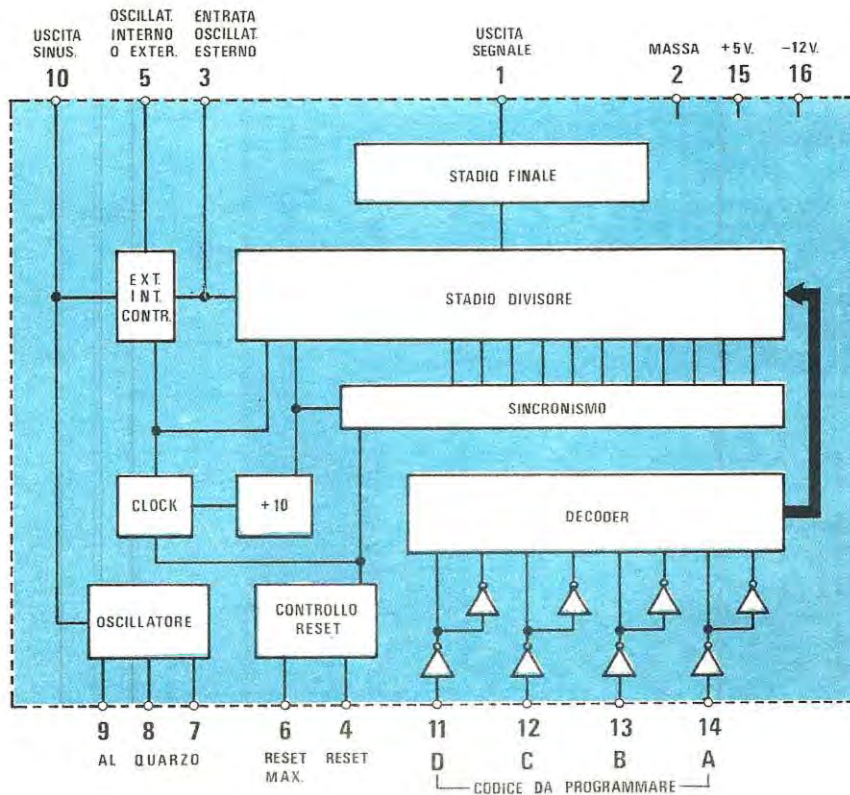 USCITA
SINUS.
10
OSCILLAT.
INTERNO
O EXTER.
5
ENTRATA
OSCILLAT.
ESTERNO
3
USCITA
SEGNALE
1
MASSA
2
+5V.
15
-12V.
16
STADIO FINALE
EXT.
INT.
CONTR.
STADIO DIVISORE
SINCRONISMO
CLOCK
+10
DECODER
OSCILLATORE
CONTROLLO
RESET
9 8 7
AL QUARZO
6
RESET
MAX.
4
RESET
11 12 13 14
D C B A
CODICE DA PROGRAMMARE